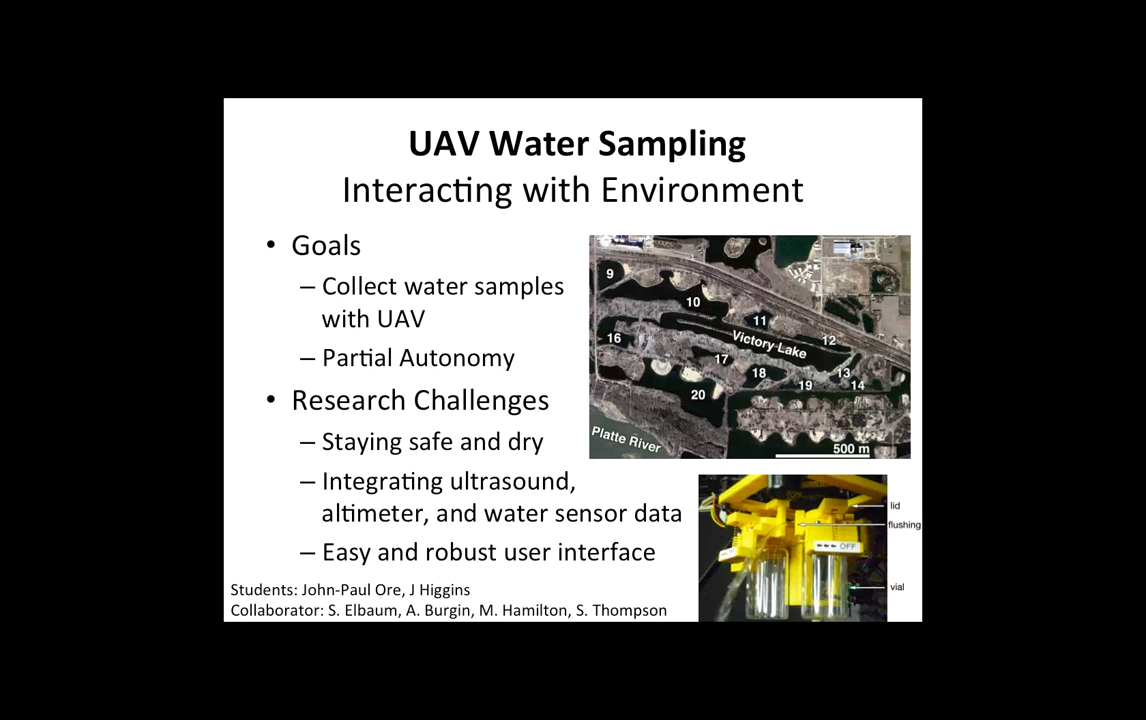 UAV Water Sampling
Interacting with Environment
• Goals
– Collect water samples
with UAV
– Partial Autonomy
• Research Challenges
– Staying safe and dry
– Integrating ultrasound,
altimeter, and water sensor data
– Easy and robust user interface
Students: John-Paul Ore, J Higgins
Collaborator: S. Elbaum, A. Burgin, M. Hamilton, S. Thompson
9
10
11
12
Victory Lake
16
17
18
13
19
14
20
Platte River
500 m
lid
flushing
OFF
vial